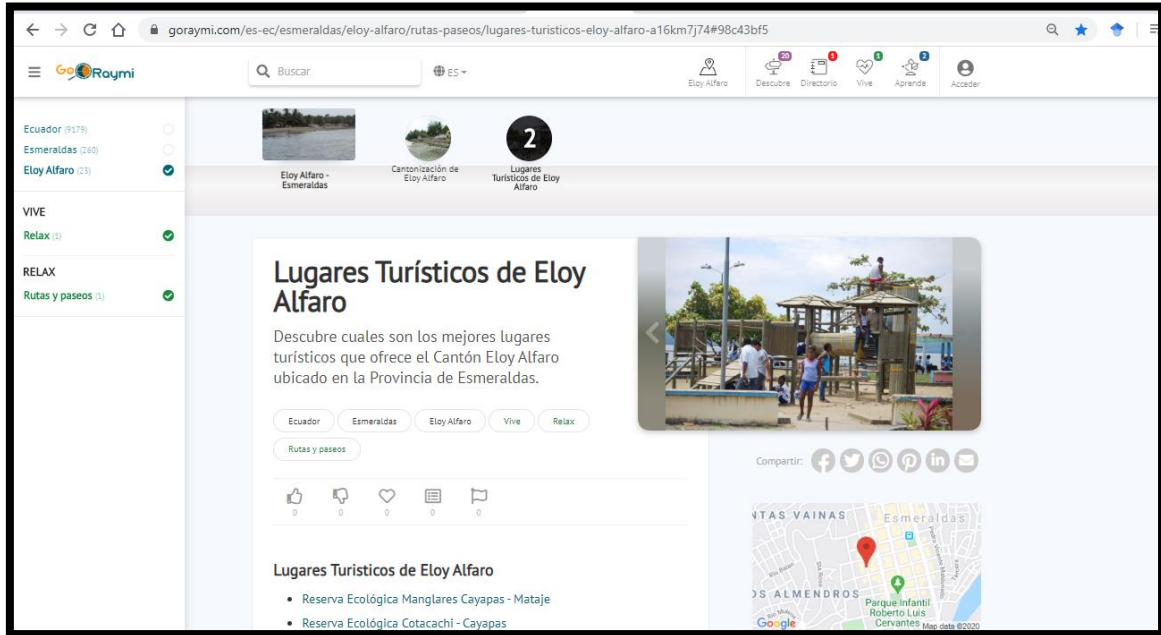 goraymi.com/es-ec/esmeraldas/eloy-alfaro/rutas-paseos/lugares-turisticos-eloy-alfaro-a16km7j74#98c43bf5
GoRaymi
Buscar
ES
Eloy Alfaro
20
Descubre
1
Directorio
1
Vive
2
Aprende
Acceder
Ecuador (9179)
Esmeraldas (260)
Eloy Alfaro (23)
VIVE
Relax (1)
RELAX
Rutas y paseos (1)
Eloy Alfaro -
Esmeraldas
Cantonización de
Eloy Alfaro
2
Lugares
Turísticos de Eloy
Alfaro
Lugares Turísticos de Eloy
Alfaro
Descubre cuales son los mejores lugares
turísticos que ofrece el Cantón Eloy Alfaro
ubicado en la Provincia de Esmeraldas.
Ecuador
Esmeraldas
Eloy Alfaro
Vive
Relax
Rutas y paseos
0 0 0 0 0
Compartir:
Lugares Turisticos de Eloy Alfaro
Reserva Ecológica Manglares Cayapas - Mataje
Reserva Ecológica Cotacachi - Cayapas
NTAS VAINAS
Esmeraldas
OS ALMENDROS
Parque Infantil
Roberto Luis
Cervantes
Google
Map data ©2020